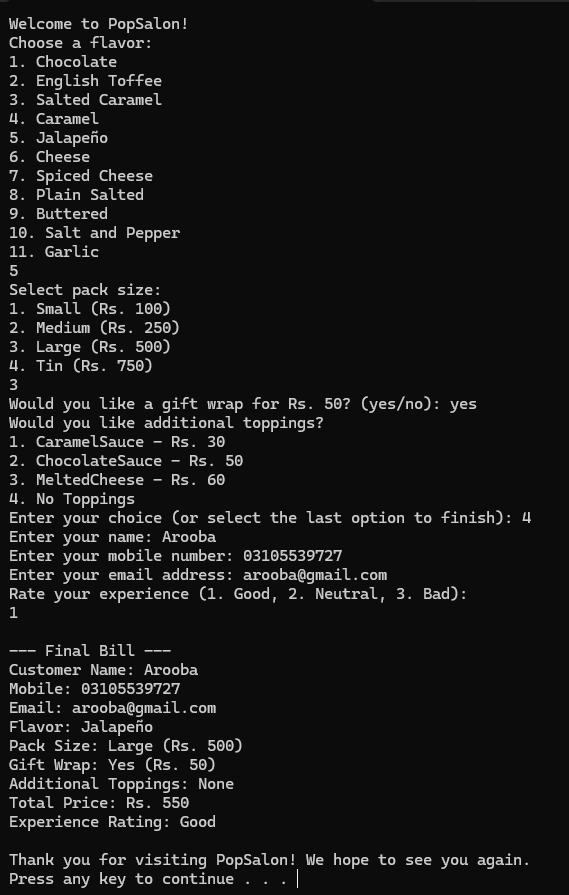 Welcome to PopSalon!
Choose a flavor:
1. Chocolate
2. English Toffee
3. Salted Caramel
4. Caramel
5. Jalapeño
6. Cheese
7. Spiced Cheese
8. Plain Salted
9. Buttered
10. Salt and Pepper
11. Garlic
5
Select pack size:
1. Small (Rs. 100)
2. Medium (Rs. 250)
3. Large (Rs. 500)
4. Tin (Rs. 750)
3
Would you like a gift wrap for Rs. 50? (yes/no): yes
Would you like additional toppings?
1. CaramelSauce - Rs. 30
2. ChocolateSauce - Rs. 50
3. MeltedCheese - Rs. 60
4. No Toppings
Enter your choice (or select the last option to finish): 4
Enter your name: Arooba
Enter your mobile number: 03105539727
Enter your email address: arooba@gmail.com
Rate your experience (1. Good, 2. Neutral, 3. Bad):
1
--- Final Bill ---
Customer Name: Arooba
Mobile: 03105539727
Email: arooba@gmail.com
Flavor: Jalapeño
Pack Size: Large (Rs. 500)
Gift Wrap: Yes (Rs. 50)
Additional Toppings: None
Total Price: Rs. 550
Experience Rating: Good
Thank you for visiting PopSalon! We hope to see you again.
Press any key to continue . . .